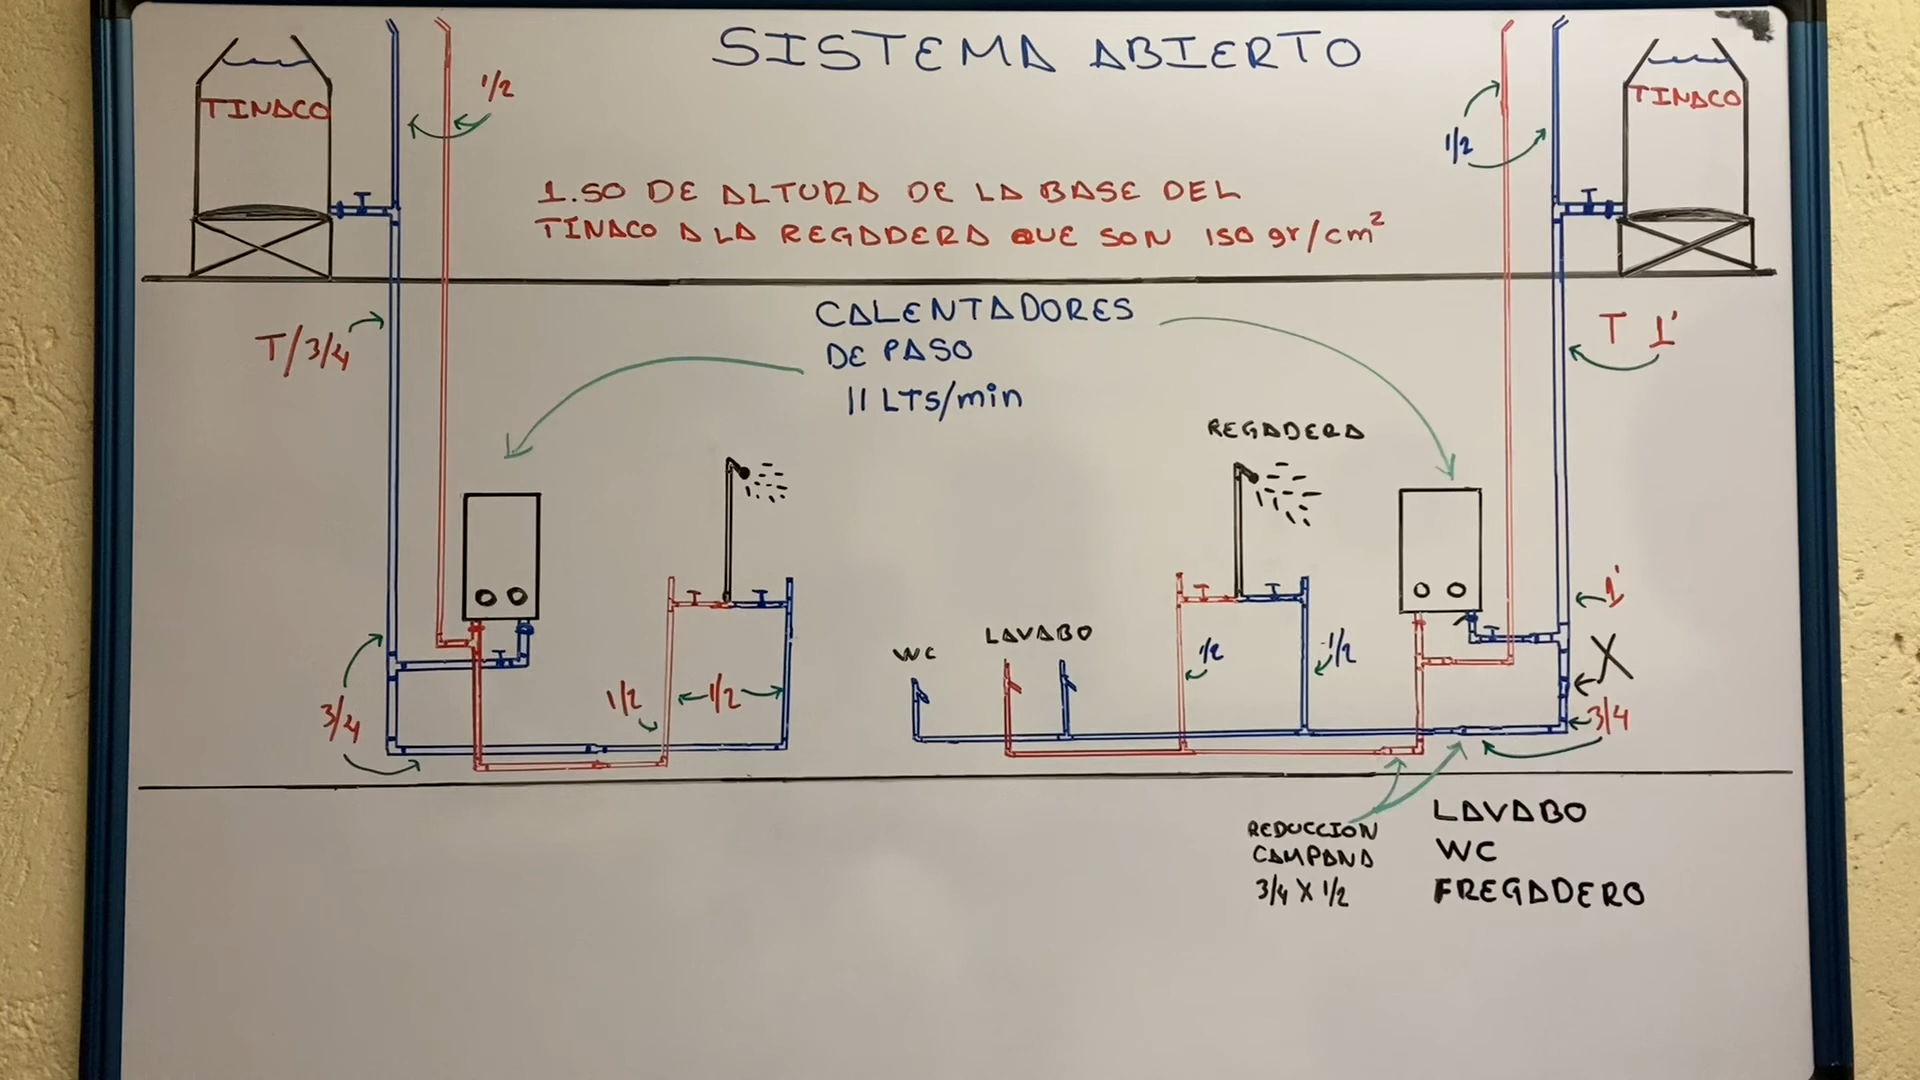 SISTEMA ABIERTO
TINACO
1/2
1/2
TINACO
1.50 DE ALTURA DE LA BASE DEL
TINACO A LA REGADERA QUE SON 150 gr/cm²
T/3/4
CALENTADORES
DE PASO
11 LTS/min
T 1'
REGADERA
WC
LAVABO
1/2
1/2
1'
X
3/4
1/2
1/2
3/4
REDUCCION
CAMPANA
3/4 X 1/2
LAVABO
WC
FREGADERO